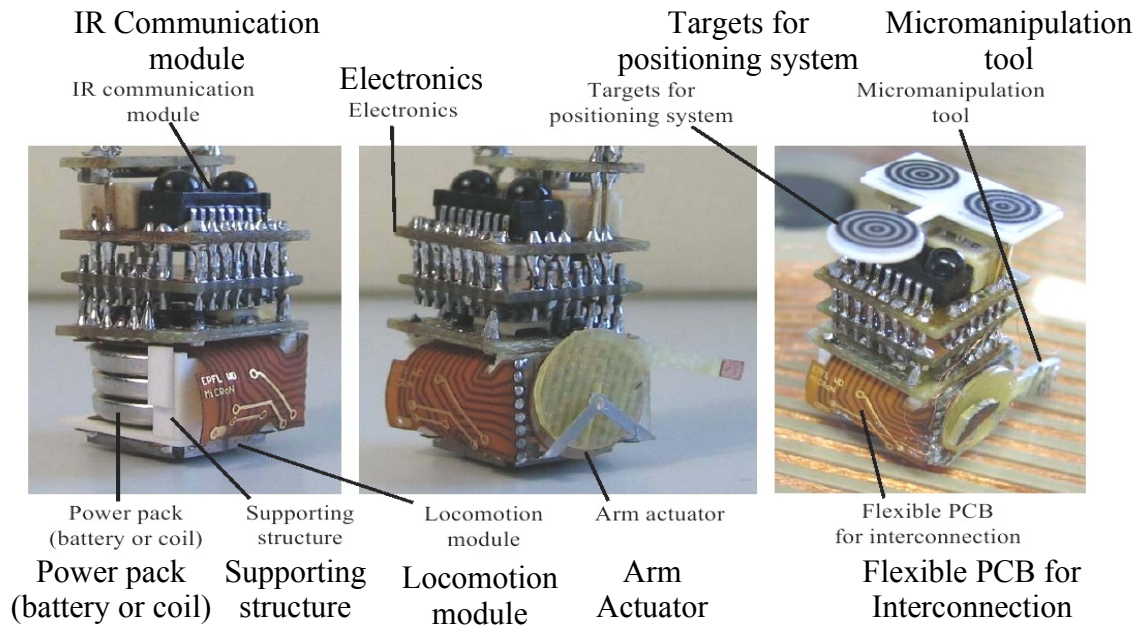 IR Communication
module
Targets for
positioning system
Micromanipulation
tool
Electronics
IR communication
module
Electronics
Targets for
positioning system
Micromanipulation
tool
EPFL WD
MiCRoN
Power pack
(battery or coil)
Supporting
structure
Locomotion
module
Arm actuator
Flexible PCB
for interconnection
Power pack
(battery or coil)
Supporting
structure
Locomotion
module
Arm
Actuator
Flexible PCB for
Interconnection